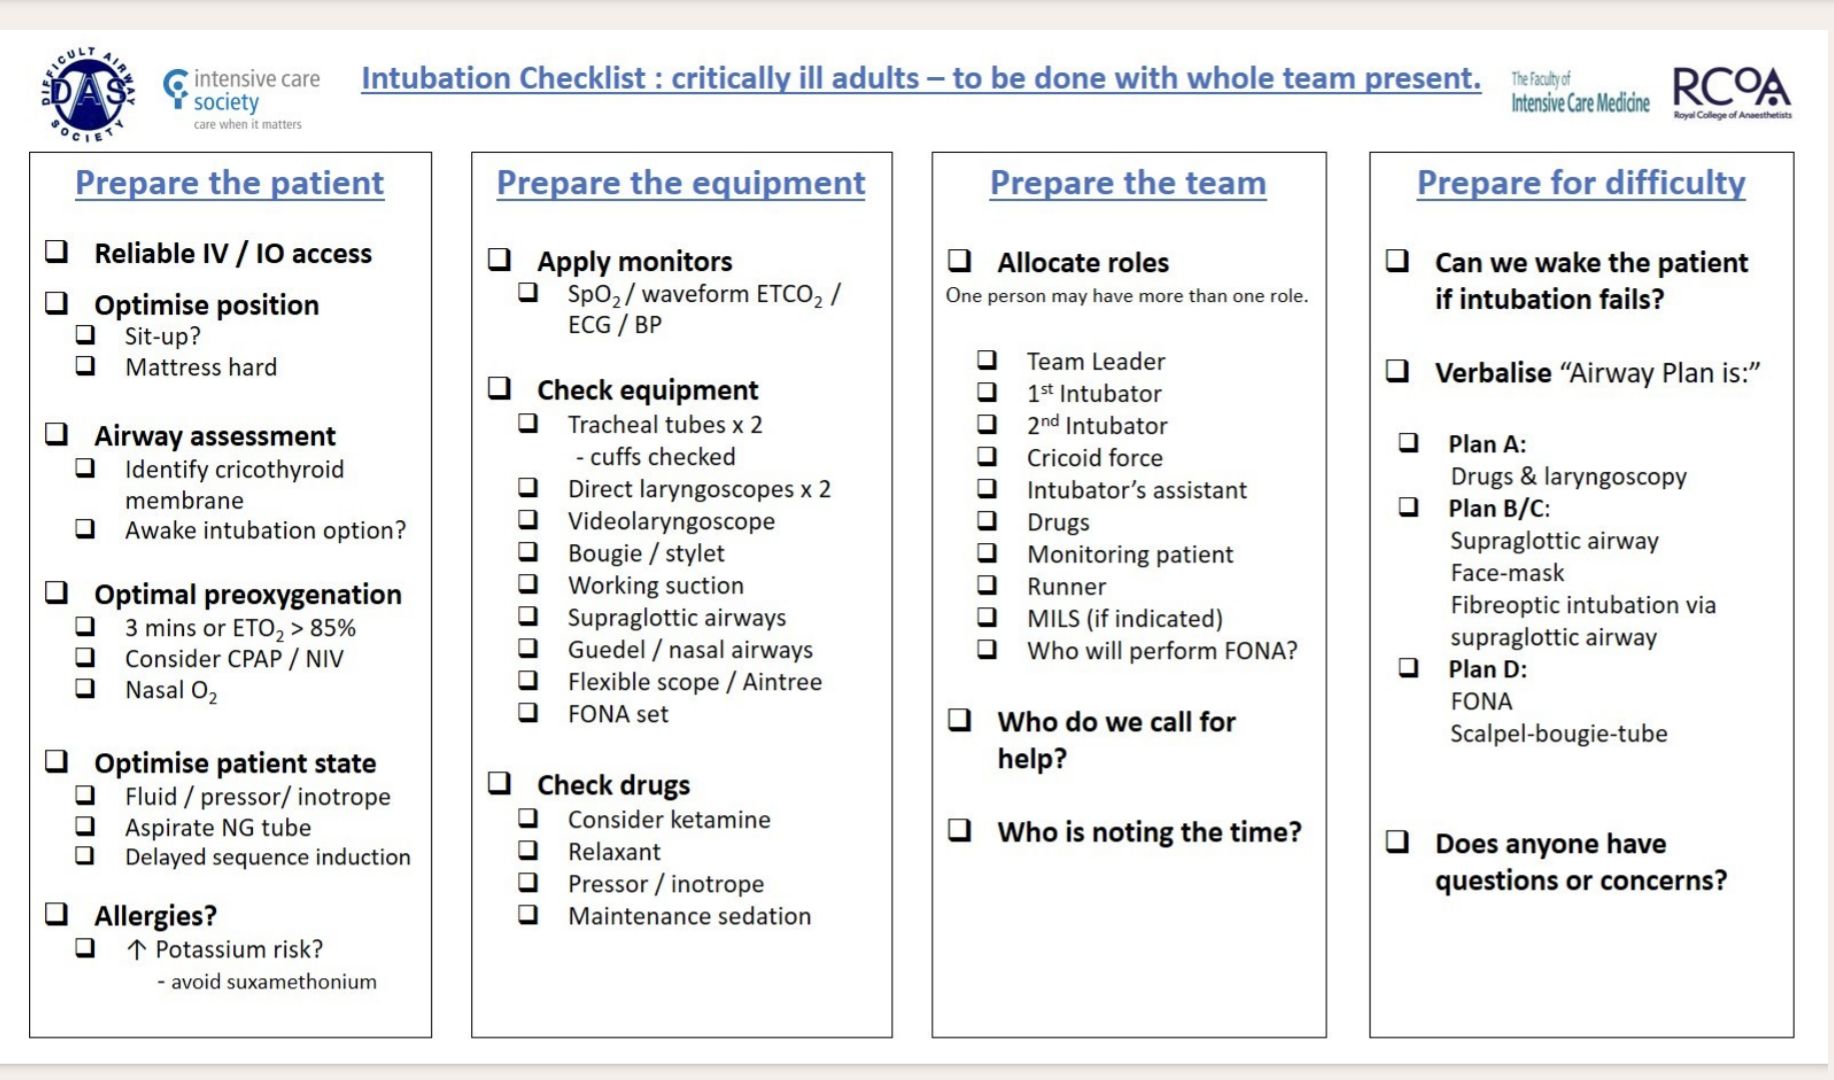 DIFFICULT AIRWAY
DAS
SOCIETY
intensive care
society
care when it matters
Intubation Checklist : critically ill adults – to be done with whole team present.
The Faculty of
Intensive Care Medicine
RCOA
Royal College of Anaesthetists
Prepare the patient
❑ Reliable IV / IO access
❑ Optimise position
❑ Sit-up?
❑ Mattress hard
❑ Airway assessment
❑ Identify cricothyroid
membrane
❑ Awake intubation option?
❑ Optimal preoxygenation
❑ 3 mins or ETO₂ > 85%
❑ Consider CPAP / NIV
❑ Nasal O₂
❑ Optimise patient state
❑ Fluid / pressor/ inotrope
❑ Aspirate NG tube
❑ Delayed sequence induction
❑ Allergies?
❑ ↑ Potassium risk?
- avoid suxamethonium
Prepare the equipment
❑ Apply monitors
❑ SpO₂ / waveform ETCO₂ /
ECG / BP
❑ Check equipment
❑ Tracheal tubes x 2
- cuffs checked
❑ Direct laryngoscopes x 2
❑ Videolaryngoscope
❑ Bougie / stylet
❑ Working suction
❑ Supraglottic airways
❑ Guedel / nasal airways
❑ Flexible scope / Aintree
❑ FONA set
❑ Check drugs
❑ Consider ketamine
❑ Relaxant
❑ Pressor / inotrope
❑ Maintenance sedation
Prepare the team
❑ Allocate roles
One person may have more than one role.
❑ Team Leader
❑ 1st Intubator
❑ 2nd Intubator
❑ Cricoid force
❑ Intubator’s assistant
❑ Drugs
❑ Monitoring patient
❑ Runner
❑ MILS (if indicated)
❑ Who will perform FONA?
❑ Who do we call for
help?
❑ Who is noting the time?
Prepare for difficulty
❑ Can we wake the patient
if intubation fails?
❑ Verbalise “Airway Plan is:”
❑ Plan A:
Drugs & laryngoscopy
❑ Plan B/C:
Supraglottic airway
Face-mask
Fibreoptic intubation via
supraglottic airway
❑ Plan D:
FONA
Scalpel-bougie-tube
❑ Does anyone have
questions or concerns?